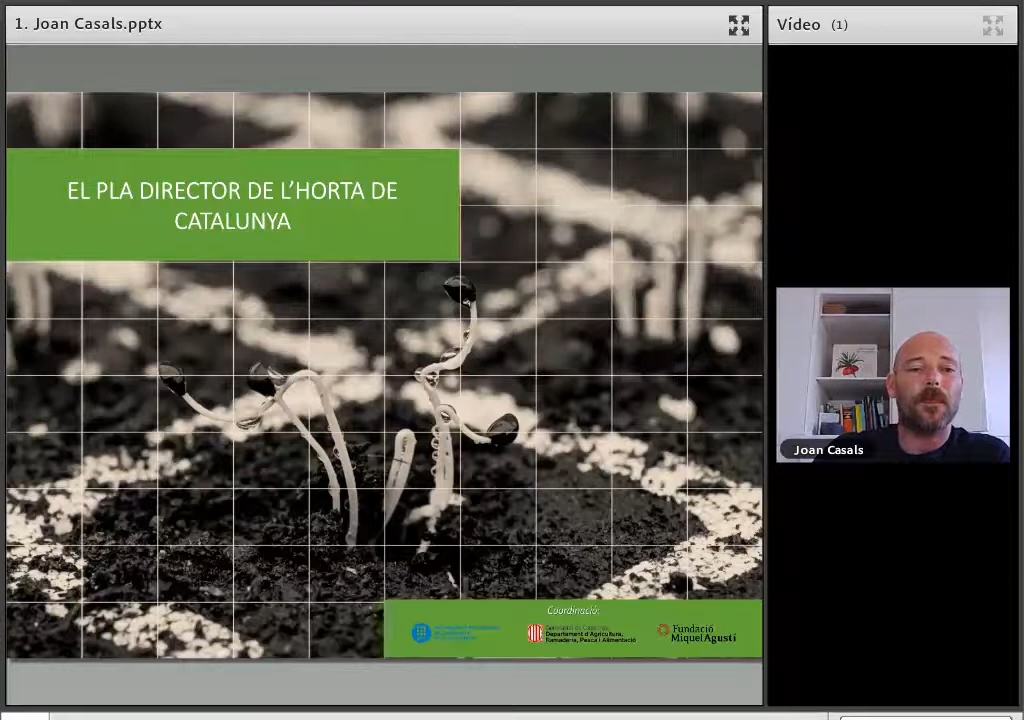 1. Joan Casals.pptx
Vídeo (1)
EL PLA DIRECTOR DE L'HORTA DE
CATALUNYA
Joan Casals
Coordinació:
Generalitat de Catalunya
Departament d'Agricultura,
Ramaderia, Pesca i Alimentació
Fundació
Miquel Agustí